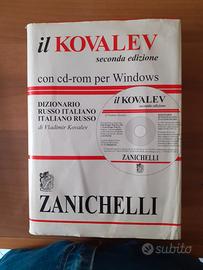 il KOVALEV
seconda edizione
con cd-rom per Windows
DIZIONARIO
RUSSO ITALIANO
ITALIANO RUSSO
di Vladimir Kovalev
il KOVALEV
seconda edizione
ZANICHELLI
ZANICHELLI
subito